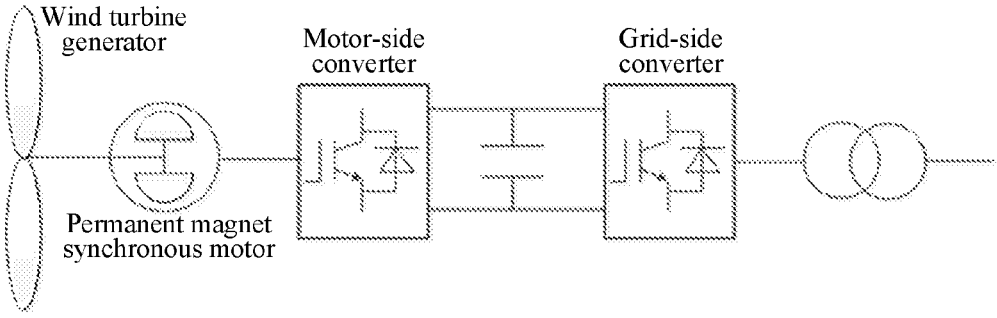 Wind turbine
generator
Motor-side
converter
Grid-side
converter
Permanent magnet
synchronous motor